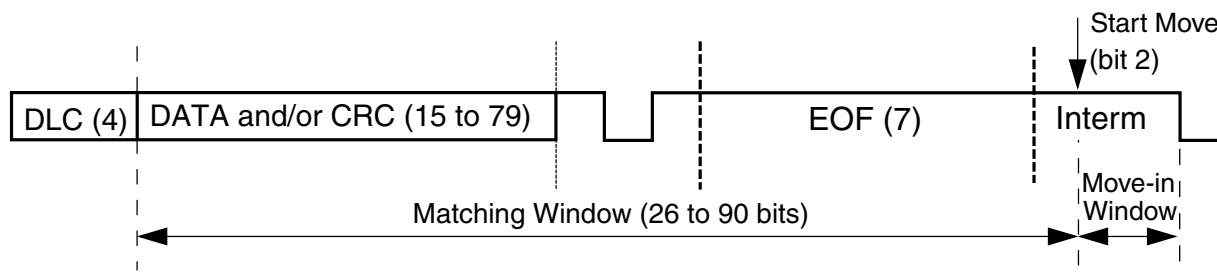 Start Move
(bit 2)
DLC (4)
DATA and/or CRC (15 to 79)
EOF (7)
Interm
Matching Window (26 to 90 bits)
Move-in
Window